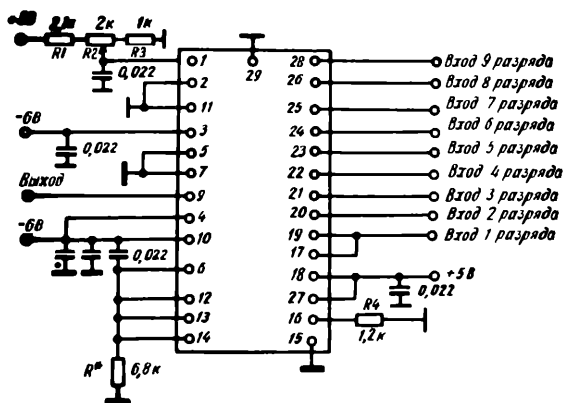 2к 1к
R1 R2 R3
0,022
1
2
11
-6В
3
0,022
5
7
Выход
9
4
-6В
10
0,022
6
12
13
14
R* 6,8к
29
28 Вход 9 разряда
26 Вход 8 разряда
25 Вход 7 разряда
24 Вход 6 разряда
23 Вход 5 разряда
22 Вход 4 разряда
21 Вход 3 разряда
20 Вход 2 разряда
19 Вход 1 разряда
17
18 +5В
27 0,022
16 R4
1,2к
15